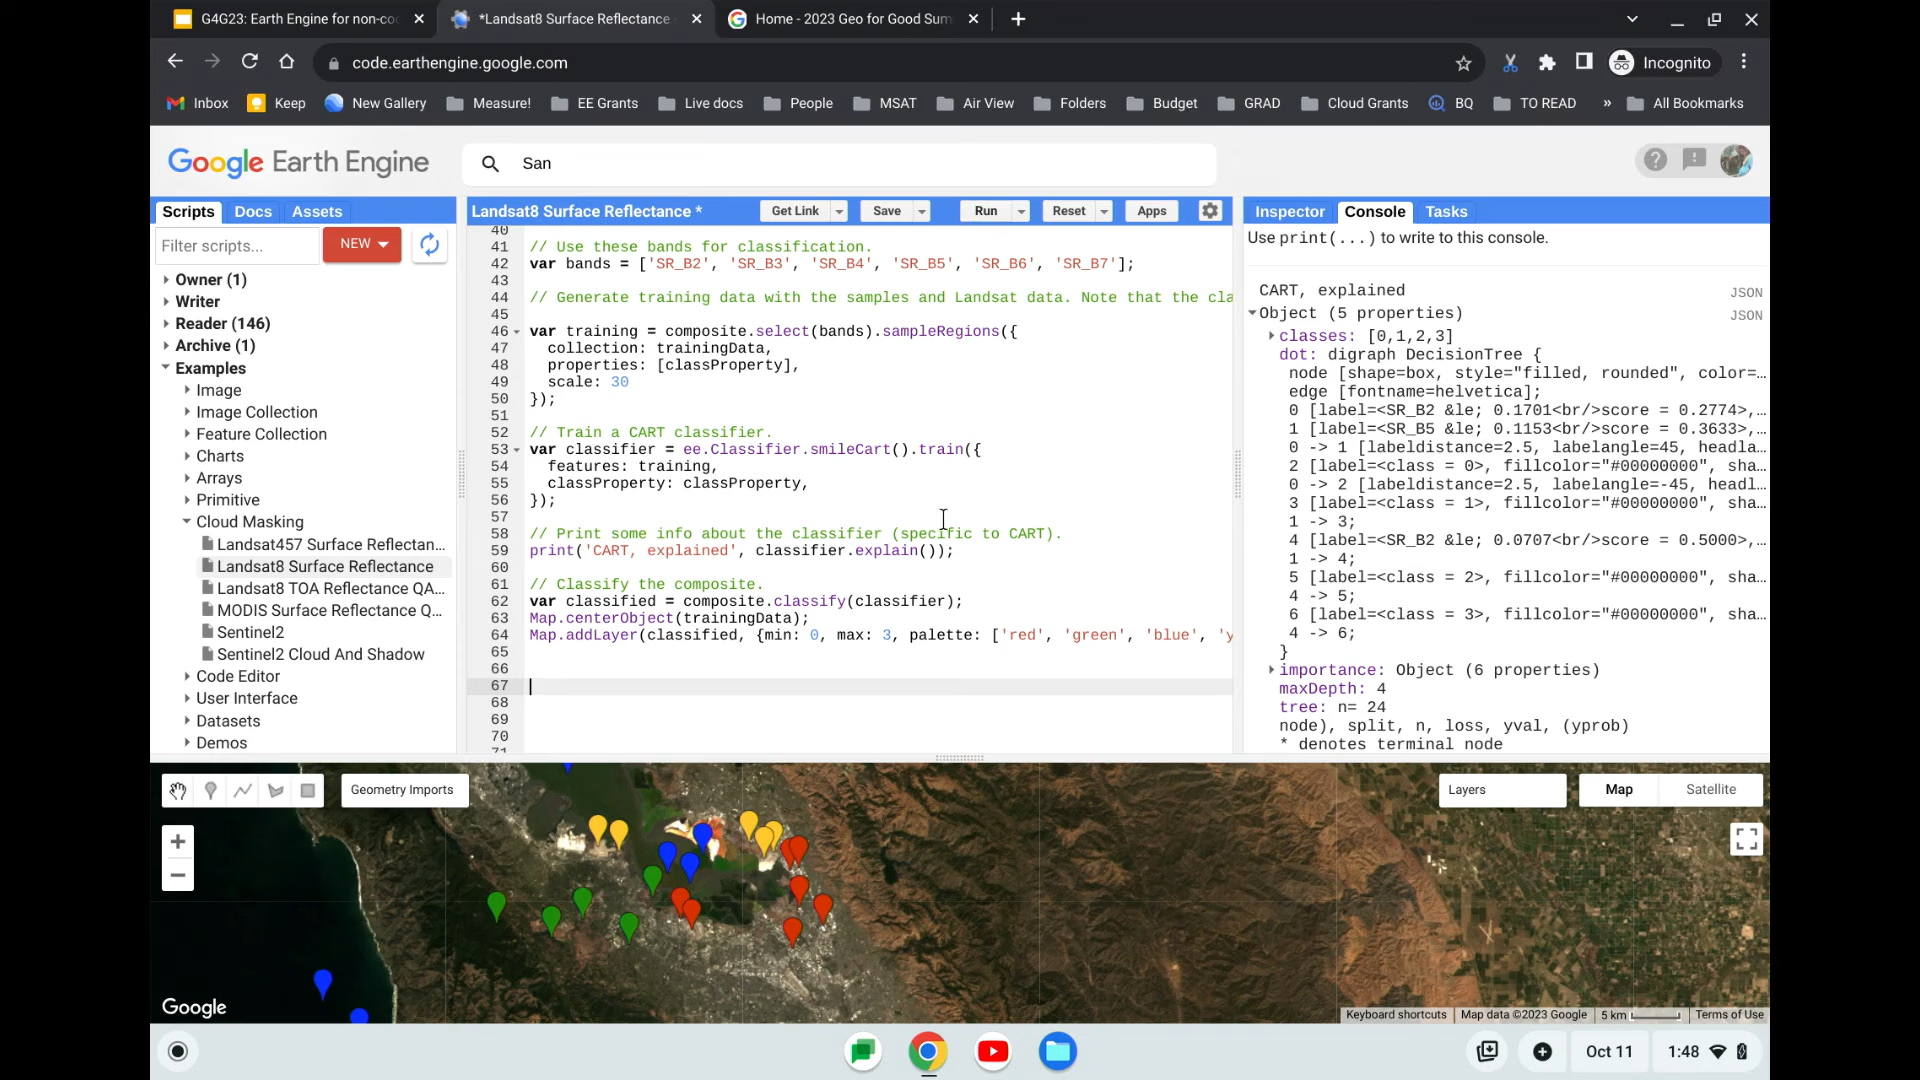 G4G23: Earth Engine for non-co
*Landsat8 Surface Reflectance
Home - 2023 Geo for Good Sum
code.earthengine.google.com
Incognito
Inbox
Keep
New Gallery
Measure!
EE Grants
Live docs
People
MSAT
Air View
Folders
Budget
GRAD
Cloud Grants
BQ
TO READ
»
All Bookmarks
Google Earth Engine
San
Scripts
Docs
Assets
Filter scripts...
NEW
Owner (1)
Writer
Reader (146)
Archive (1)
Examples
Image
Image Collection
Feature Collection
Charts
Arrays
Primitive
Cloud Masking
Landsat457 Surface Reflectan...
Landsat8 Surface Reflectance
Landsat8 TOA Reflectance QA...
MODIS Surface Reflectance Q...
Sentinel2
Sentinel2 Cloud And Shadow
Code Editor
User Interface
Datasets
Demos
Landsat8 Surface Reflectance *
Get Link
Save
Run
Reset
Apps
40
41 // Use these bands for classification.
42 var bands = ['SR_B2', 'SR_B3', 'SR_B4', 'SR_B5', 'SR_B6', 'SR_B7'];
43
44 // Generate training data with the samples and Landsat data. Note that the cla
45
46 var training = composite.select(bands).sampleRegions({
47 collection: trainingData,
48 properties: [classProperty],
49 scale: 30
50 });
51
52 // Train a CART classifier.
53 var classifier = ee.Classifier.smileCart().train({
54 features: training,
55 classProperty: classProperty,
56 });
57
58 // Print some info about the classifier (specific to CART).
59 print('CART, explained', classifier.explain());
60
61 // Classify the composite.
62 var classified = composite.classify(classifier);
63 Map.centerObject(trainingData);
64 Map.addLayer(classified, {min: 0, max: 3, palette: ['red', 'green', 'blue', 'y
65
66
67
68
69
70
71
Inspector
Console
Tasks
Use print(...) to write to this console.
CART, explained
JSON
Object (5 properties)
JSON
classes: [0,1,2,3]
dot: digraph DecisionTree {
node [shape=box, style="filled, rounded", color=...
edge [fontname=helvetica];
0 [label=<SR_B2 &le; 0.1701<br/>score = 0.2774>,...
1 [label=<SR_B5 &le; 0.1153<br/>score = 0.3633>,...
0 -> 1 [labeldistance=2.5, labelangle=45, headla...
2 [label=<class = 0>, fillcolor="#00000000", sha...
0 -> 2 [labeldistance=2.5, labelangle=-45, headl...
3 [label=<class = 1>, fillcolor="#00000000", sha...
1 -> 3;
4 [label=<SR_B2 &le; 0.0707<br/>score = 0.5000>,...
1 -> 4;
5 [label=<class = 2>, fillcolor="#00000000", sha...
4 -> 5;
6 [label=<class = 3>, fillcolor="#00000000", sha...
4 -> 6;
}
importance: Object (6 properties)
maxDepth: 4
tree: n= 24
node), split, n, loss, yval, (yprob)
* denotes terminal node
Geometry Imports
Layers
Map
Satellite
Google
Keyboard shortcuts
Map data ©2023 Google
5 km
Terms of Use
Oct 11
1:48